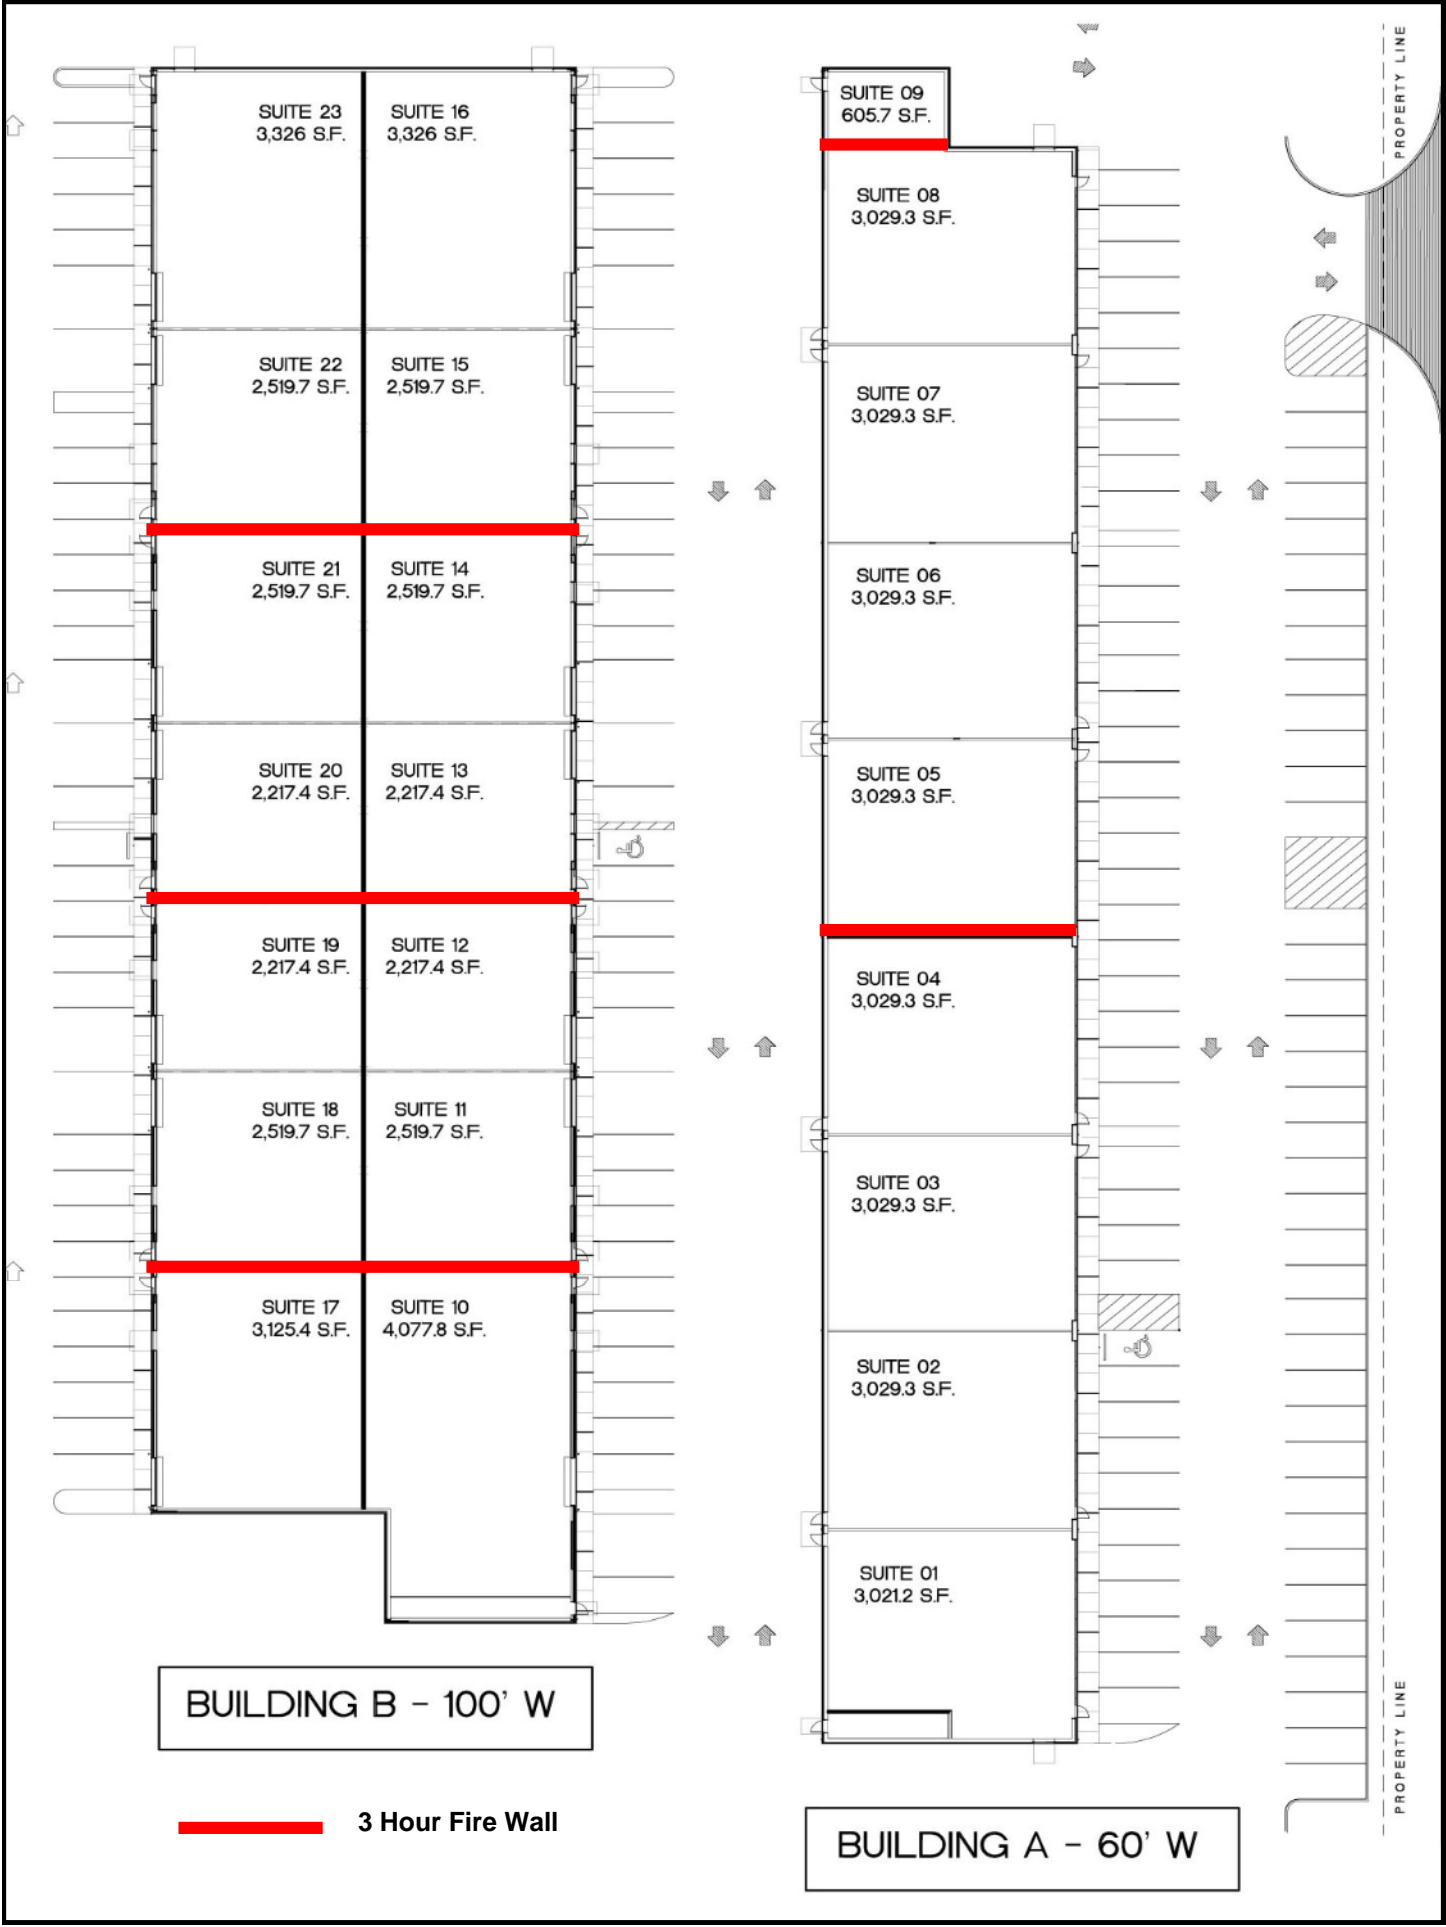 SUITE 23
3,326 S.F.
SUITE 16
3,326 S.F.
SUITE 22
2,519.7 S.F.
SUITE 15
2,519.7 S.F.
SUITE 21
2,519.7 S.F.
SUITE 14
2,519.7 S.F.
SUITE 20
2,217.4 S.F.
SUITE 13
2,217.4 S.F.
SUITE 19
2,217.4 S.F.
SUITE 12
2,217.4 S.F.
SUITE 18
2,519.7 S.F.
SUITE 11
2,519.7 S.F.
SUITE 17
3,125.4 S.F.
SUITE 10
4,077.8 S.F.
BUILDING B - 100' W
3 Hour Fire Wall
SUITE 09
605.7 S.F.
SUITE 08
3,029.3 S.F.
SUITE 07
3,029.3 S.F.
SUITE 06
3,029.3 S.F.
SUITE 05
3,029.3 S.F.
SUITE 04
3,029.3 S.F.
SUITE 03
3,029.3 S.F.
SUITE 02
3,029.3 S.F.
SUITE 01
3,021.2 S.F.
BUILDING A - 60' W
PROPERTY LINE
PROPERTY LINE